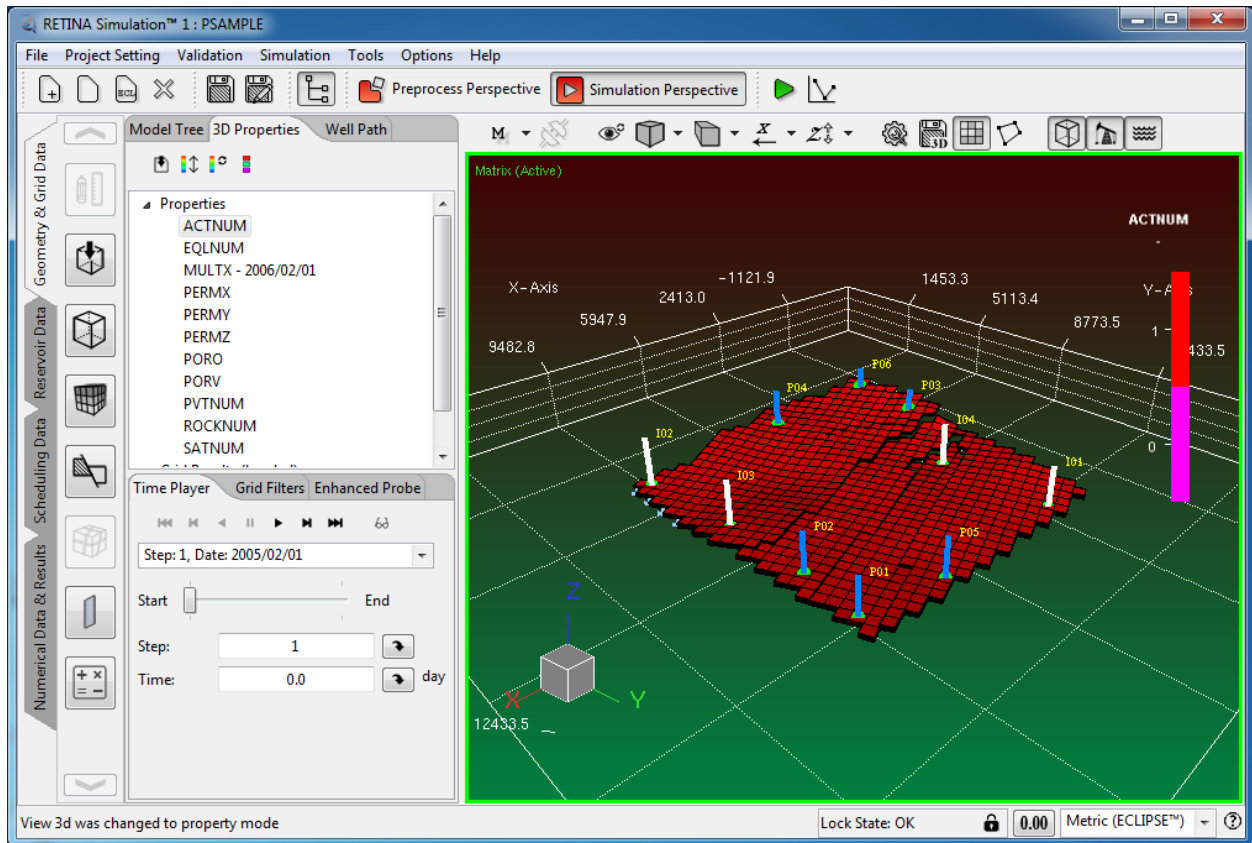 RETINA Simulation™ 1 : PSAMPLE
File Project Setting Validation Simulation Tools Options Help
ECL Preprocess Perspective Simulation Perspective
Geometry & Grid Data
Reservoir Data
Scheduling Data
Numerical Data & Results
Model Tree 3D Properties Well Path
Properties
ACTNUM
EQLNUM
MULTX - 2006/02/01
PERMX
PERMY
PERMZ
PORO
PORV
PVTNUM
ROCKNUM
SATNUM
Time Player Grid Filters Enhanced Probe
Step: 1, Date: 2005/02/01
Start End
Step: 1
Time: 0.0 day
M X Z 3D
Matrix (Active)
ACTNUM
-
X-Axis -1121.9 1453.3
2413.0 5113.4
5947.9 8773.5
9482.8 433.5
1
0
P06
P04 P03
I02 I04
I03 I01
P02 P05
P01
Z
X Y
12433.5
View 3d was changed to property mode
Lock State: OK 0.00 Metric (ECLIPSE™)